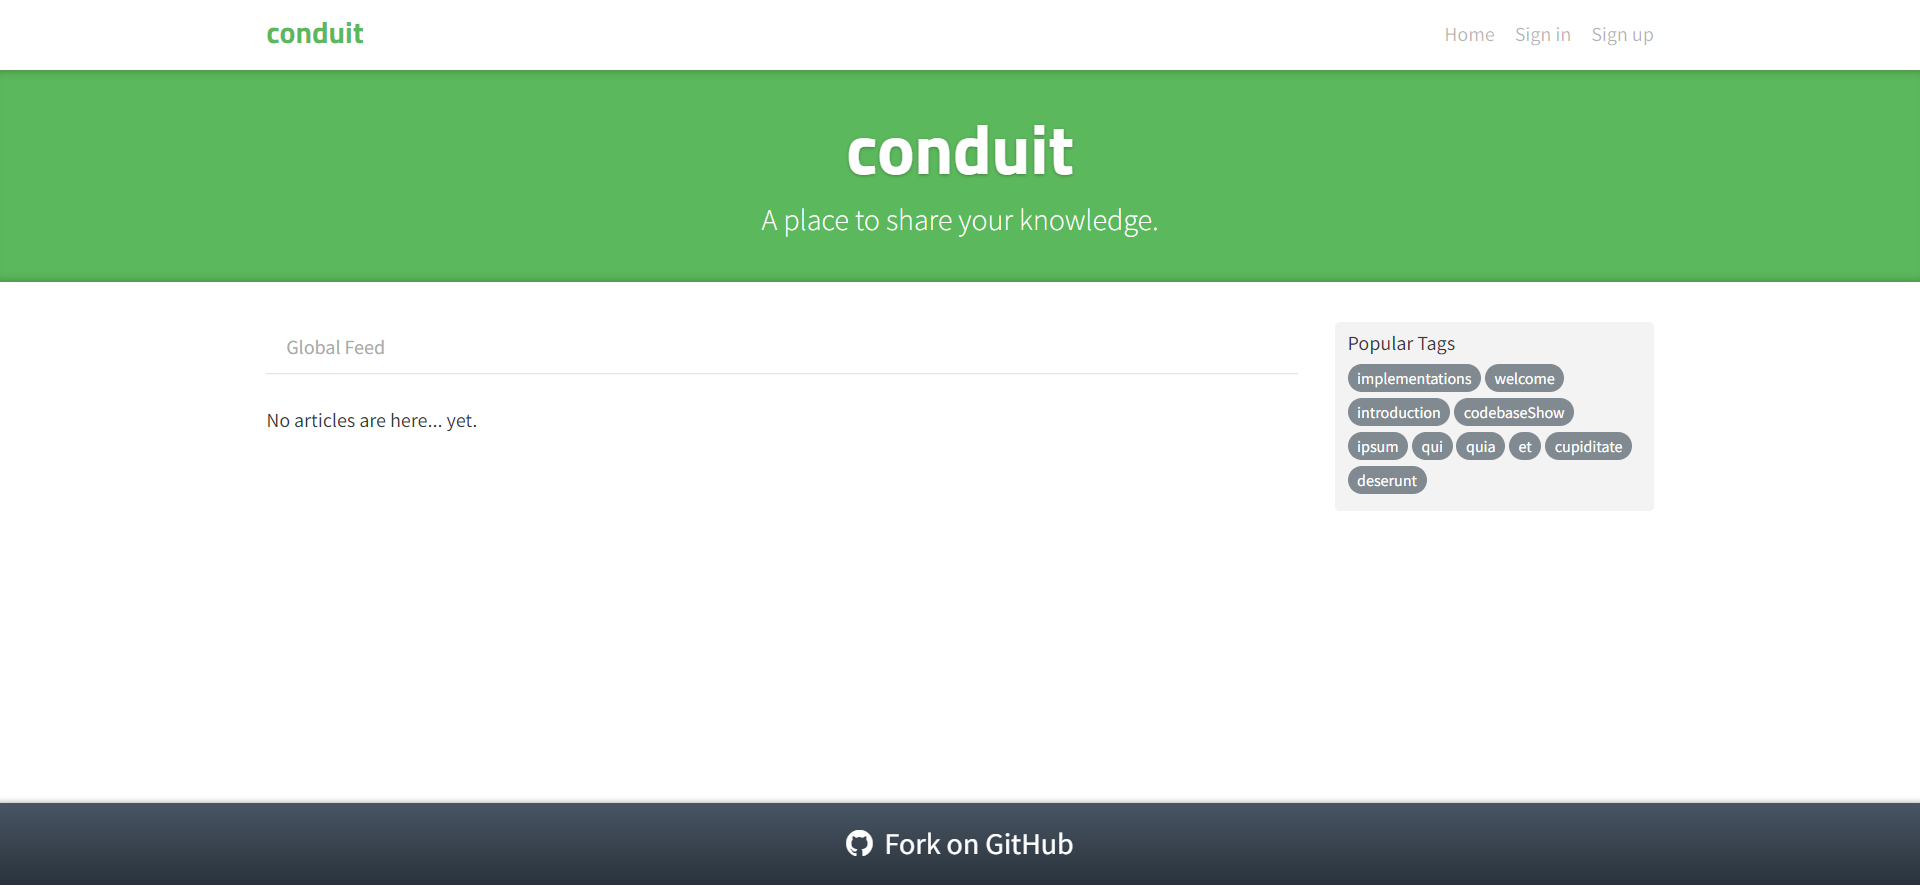 conduit
Home Sign in Sign up
conduit
A place to share your knowledge.
Global Feed
No articles are here... yet.
Popular Tags
implementations welcome
introduction codebaseShow
ipsum qui quia et cupiditate
deserunt
Fork on GitHub